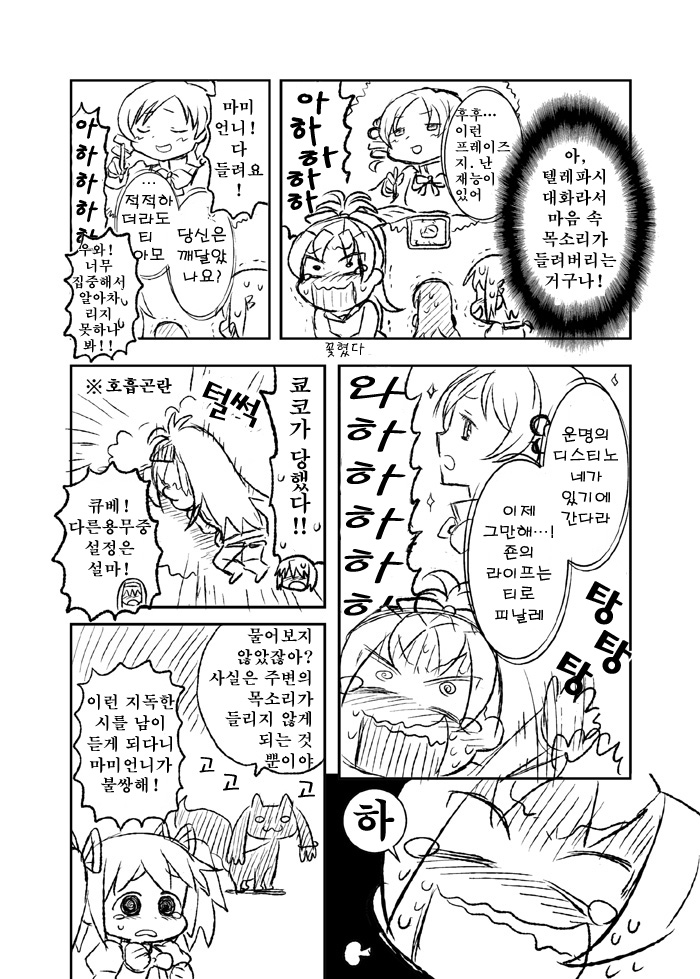 아,
텔레파시
대화라서
마음 속
목소리가
들려버리는
거구나!
후후…
이런
프레이즈
지. 난
재능이
있어
아하하하하
꽃혔다
마미
언니!
다
들려요
아하하하하하
당신은
깨달았
나요?
…
적적하
더라도
티
아모
우와!
너무
집중해서
알아차
리지
못하나
봐!!
운명의
디스티노
네가
있기에
간다라
이제
그만해…!
죤의
라이프는
티로
피날레
와하하하하하
탕
탕
탕
쿄코가 당했다!!
털썩
※호흡곤란
큐베!
다른용무중
설정은
설마!
물어보지
않았잖아?
사실은 주변의
목소리가
들리지 않게
되는 것
뿐이야
고
고
고
이런 지독한
시를 남이
듣게 되다니
마미언니가
불쌍해!
하